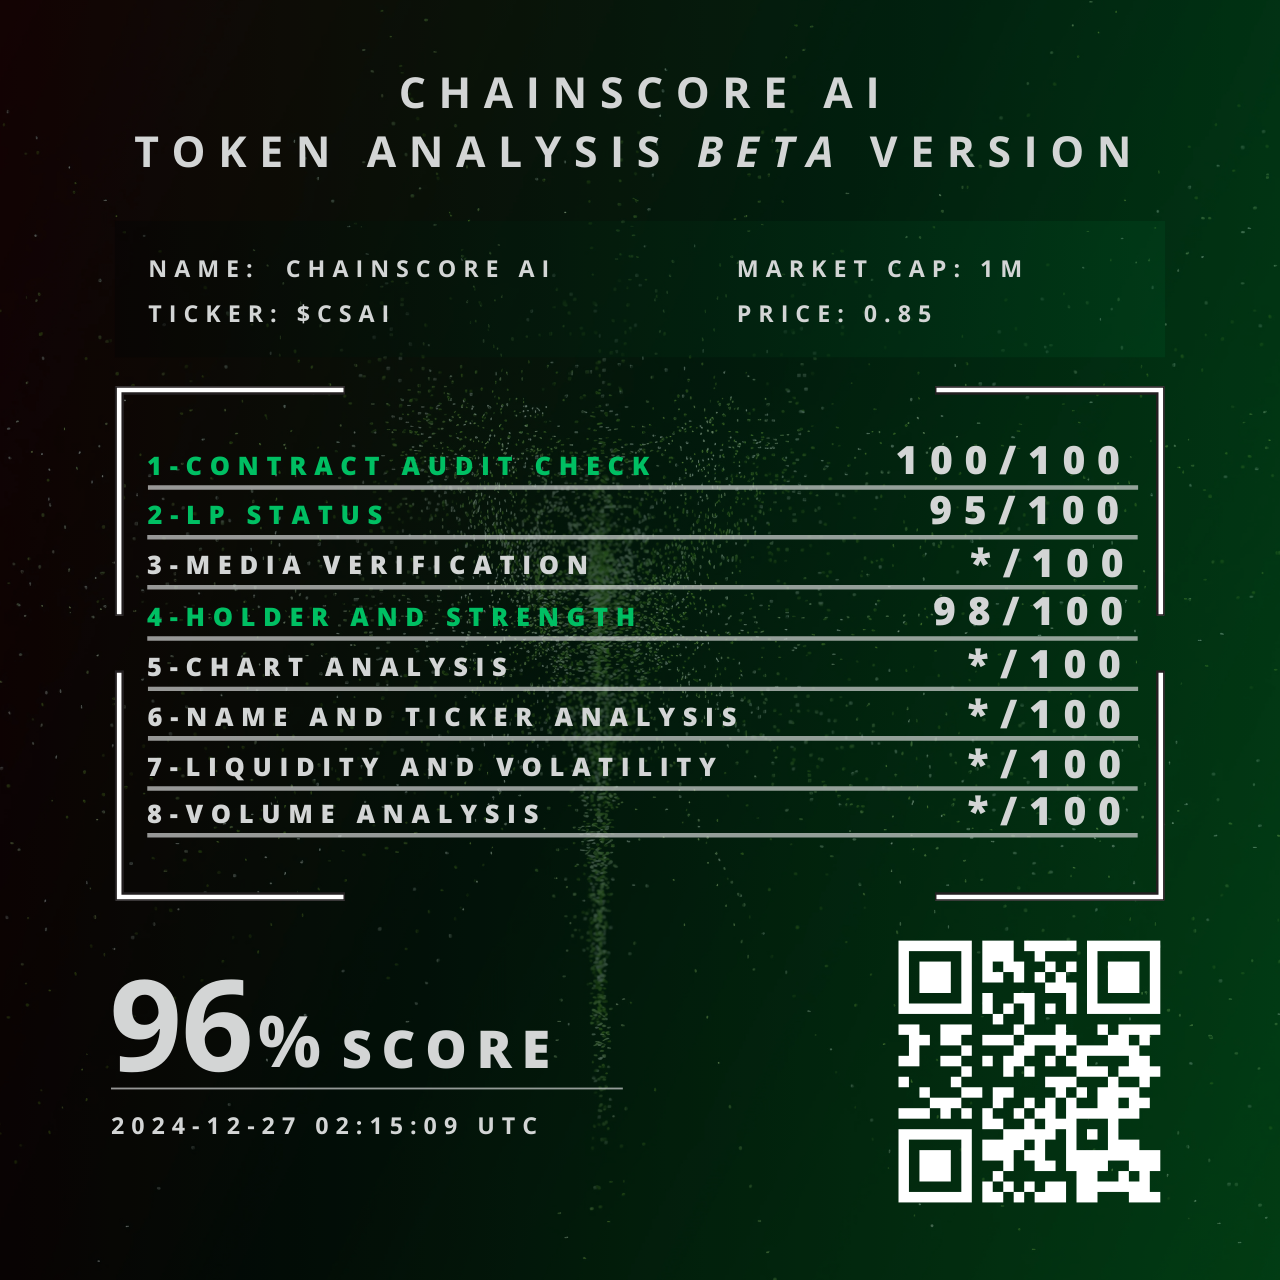 CHAINSCORE AI
TOKEN ANALYSIS BETA VERSION
NAME: CHAINSCORE AI
MARKET CAP: 1M
TICKER: $CSAI
PRICE: 0.85
1-CONTRACT AUDIT CHECK 100/100
2-LP STATUS 95/100
3-MEDIA VERIFICATION */100
4-HOLDER AND STRENGTH 98/100
5-CHART ANALYSIS */100
6-NAME AND TICKER ANALYSIS */100
7-LIQUIDITY AND VOLATILITY */100
8-VOLUME ANALYSIS */100
96% SCORE
2024-12-27 02:15:09 UTC